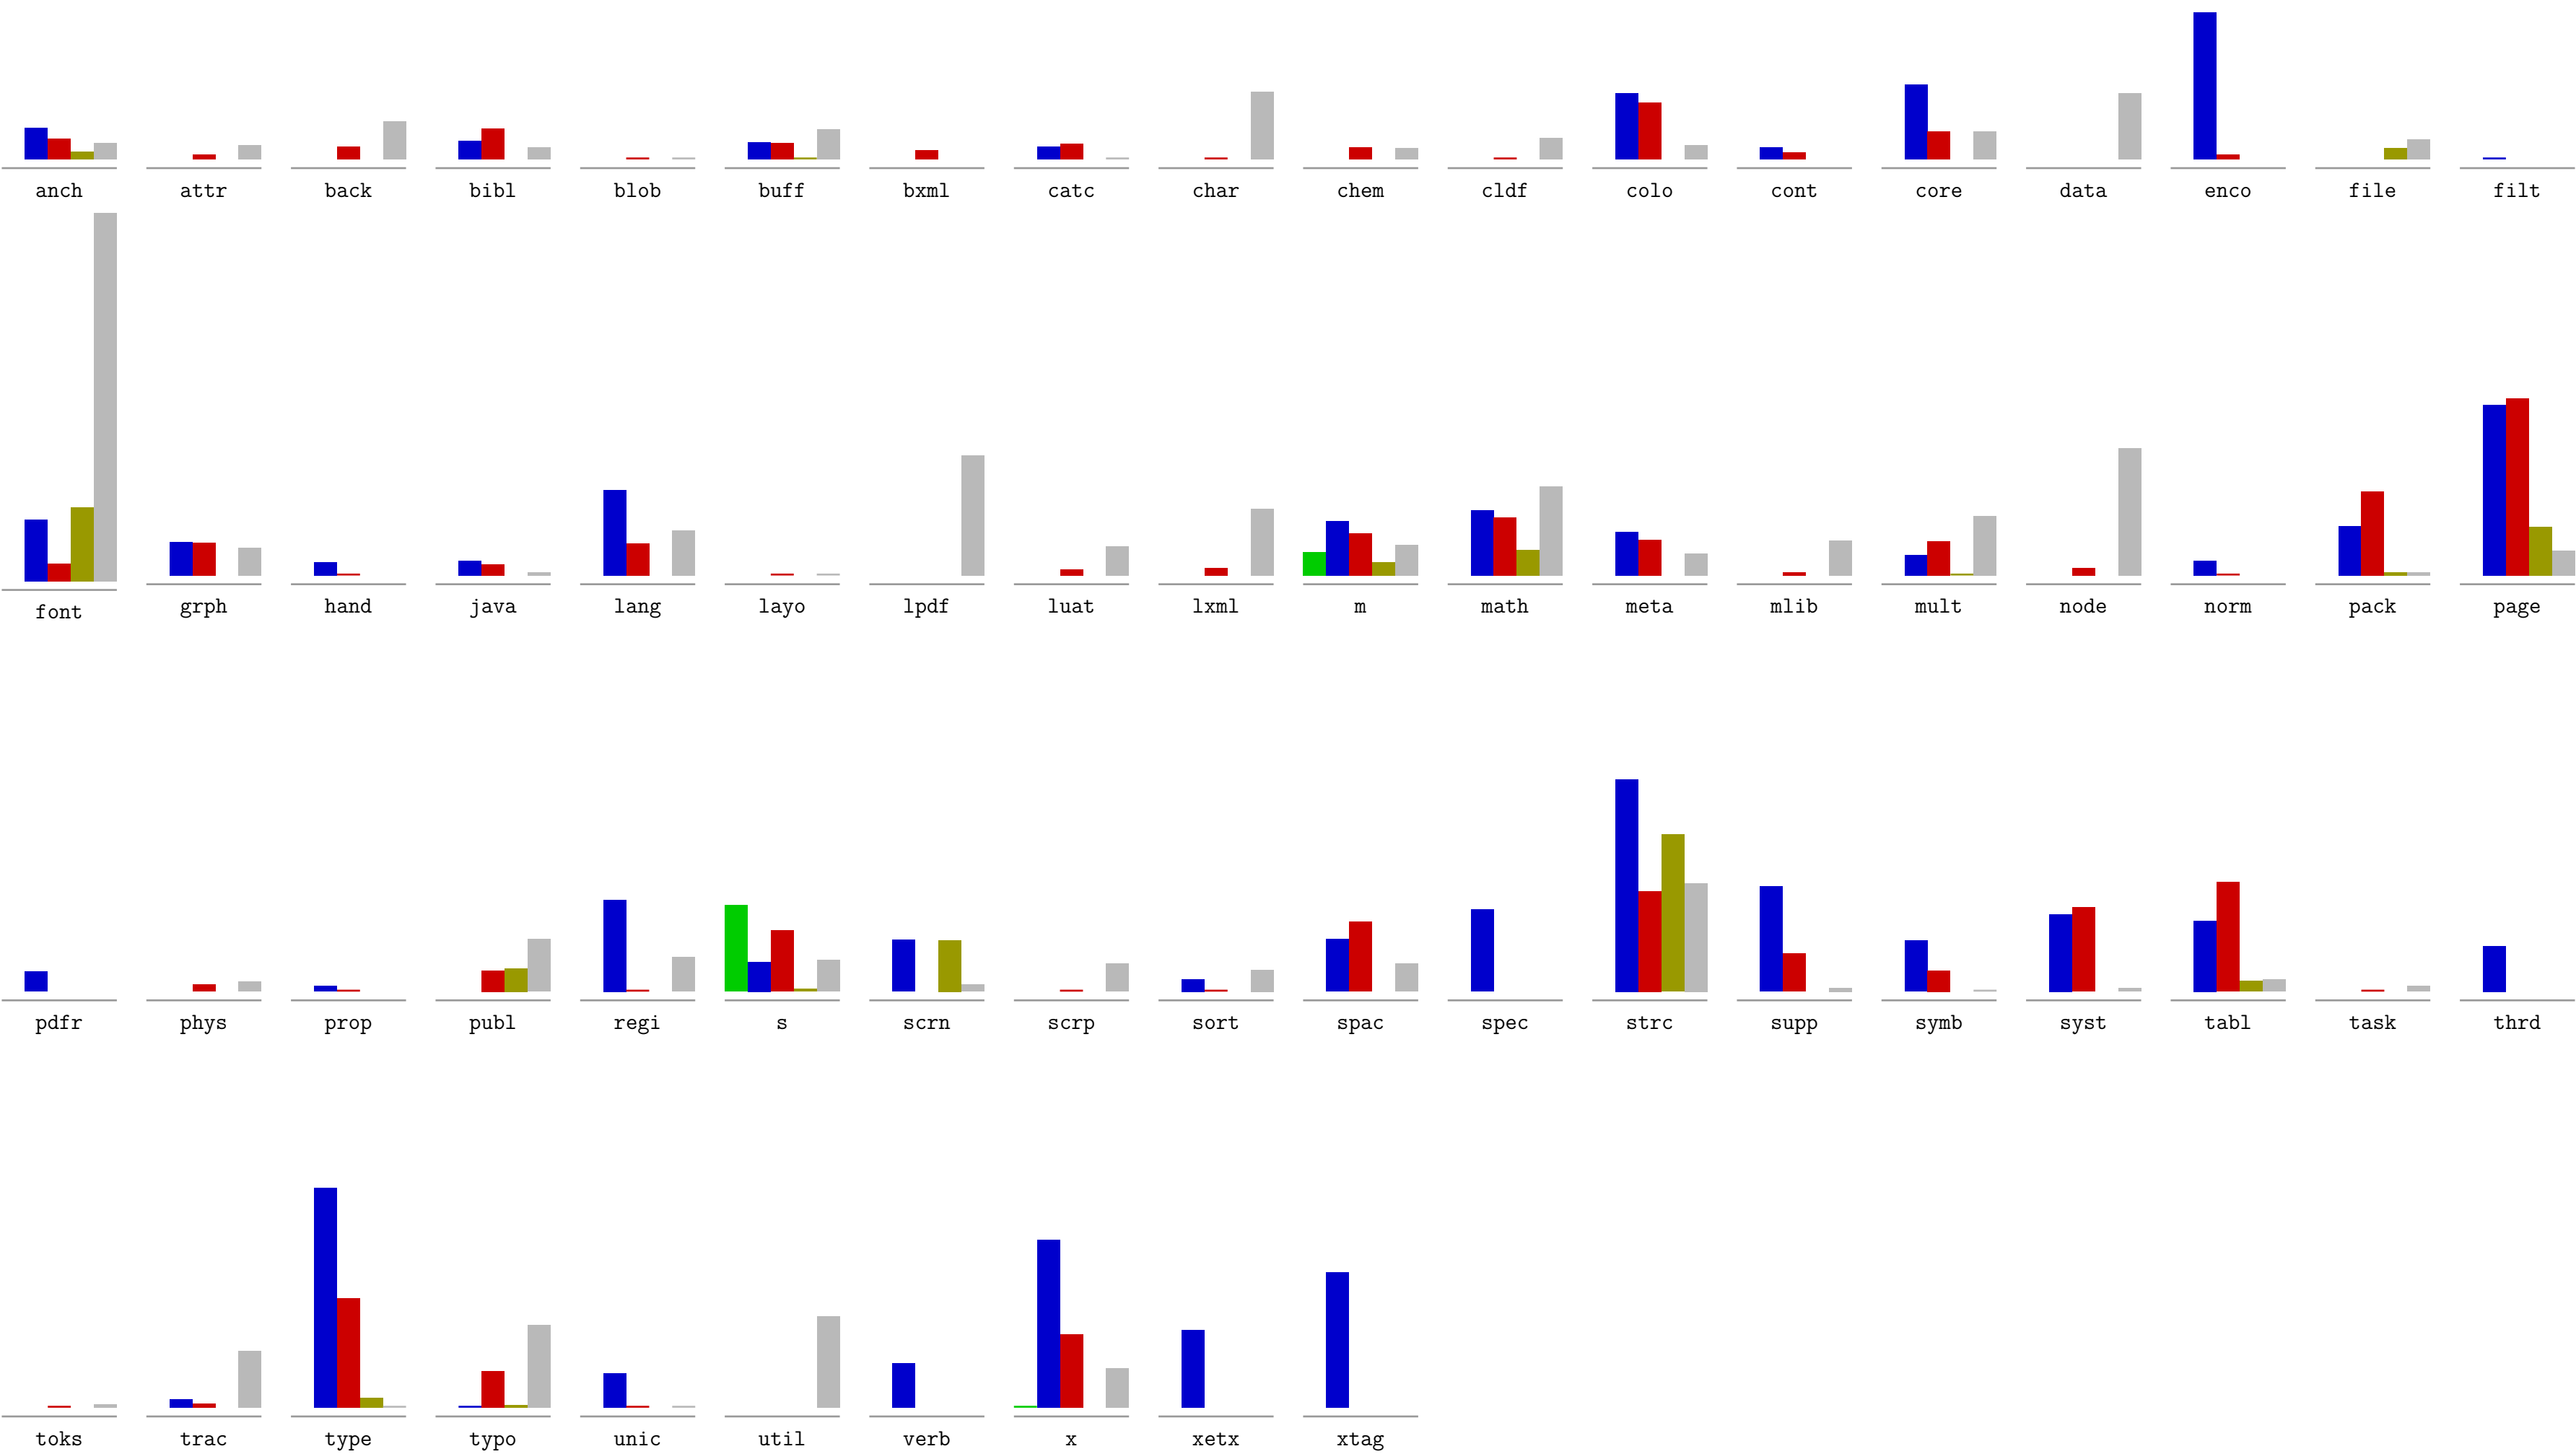 anch attr back bibl blob buff bxml catc char chem cldf colo cont core data enco file filt
font grph hand java lang layo lpdf luat lxml m math meta mlib mult node norm pack page
pdfr phys prop publ regi s scrn scrp sort spac spec strc supp symb syst tabl task thrd
toks trac type typo unic util verb x xetx xtag